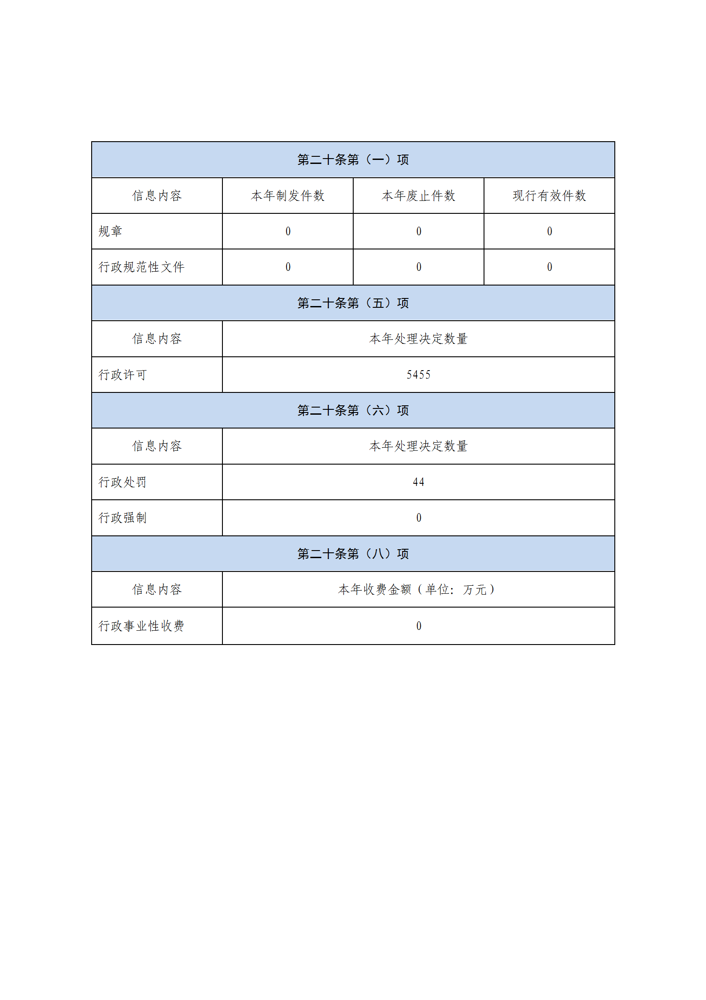 第二十条第（一）项
信息内容 本年制发件数 本年废止件数 现行有效件数
规章 0 0 0
行政规范性文件 0 0 0
第二十条第（五）项
信息内容 本年处理决定数量
行政许可 5455
第二十条第（六）项
信息内容 本年处理决定数量
行政处罚 44
行政强制 0
第二十条第（八）项
信息内容 本年收费金额（单位：万元）
行政事业性收费 0